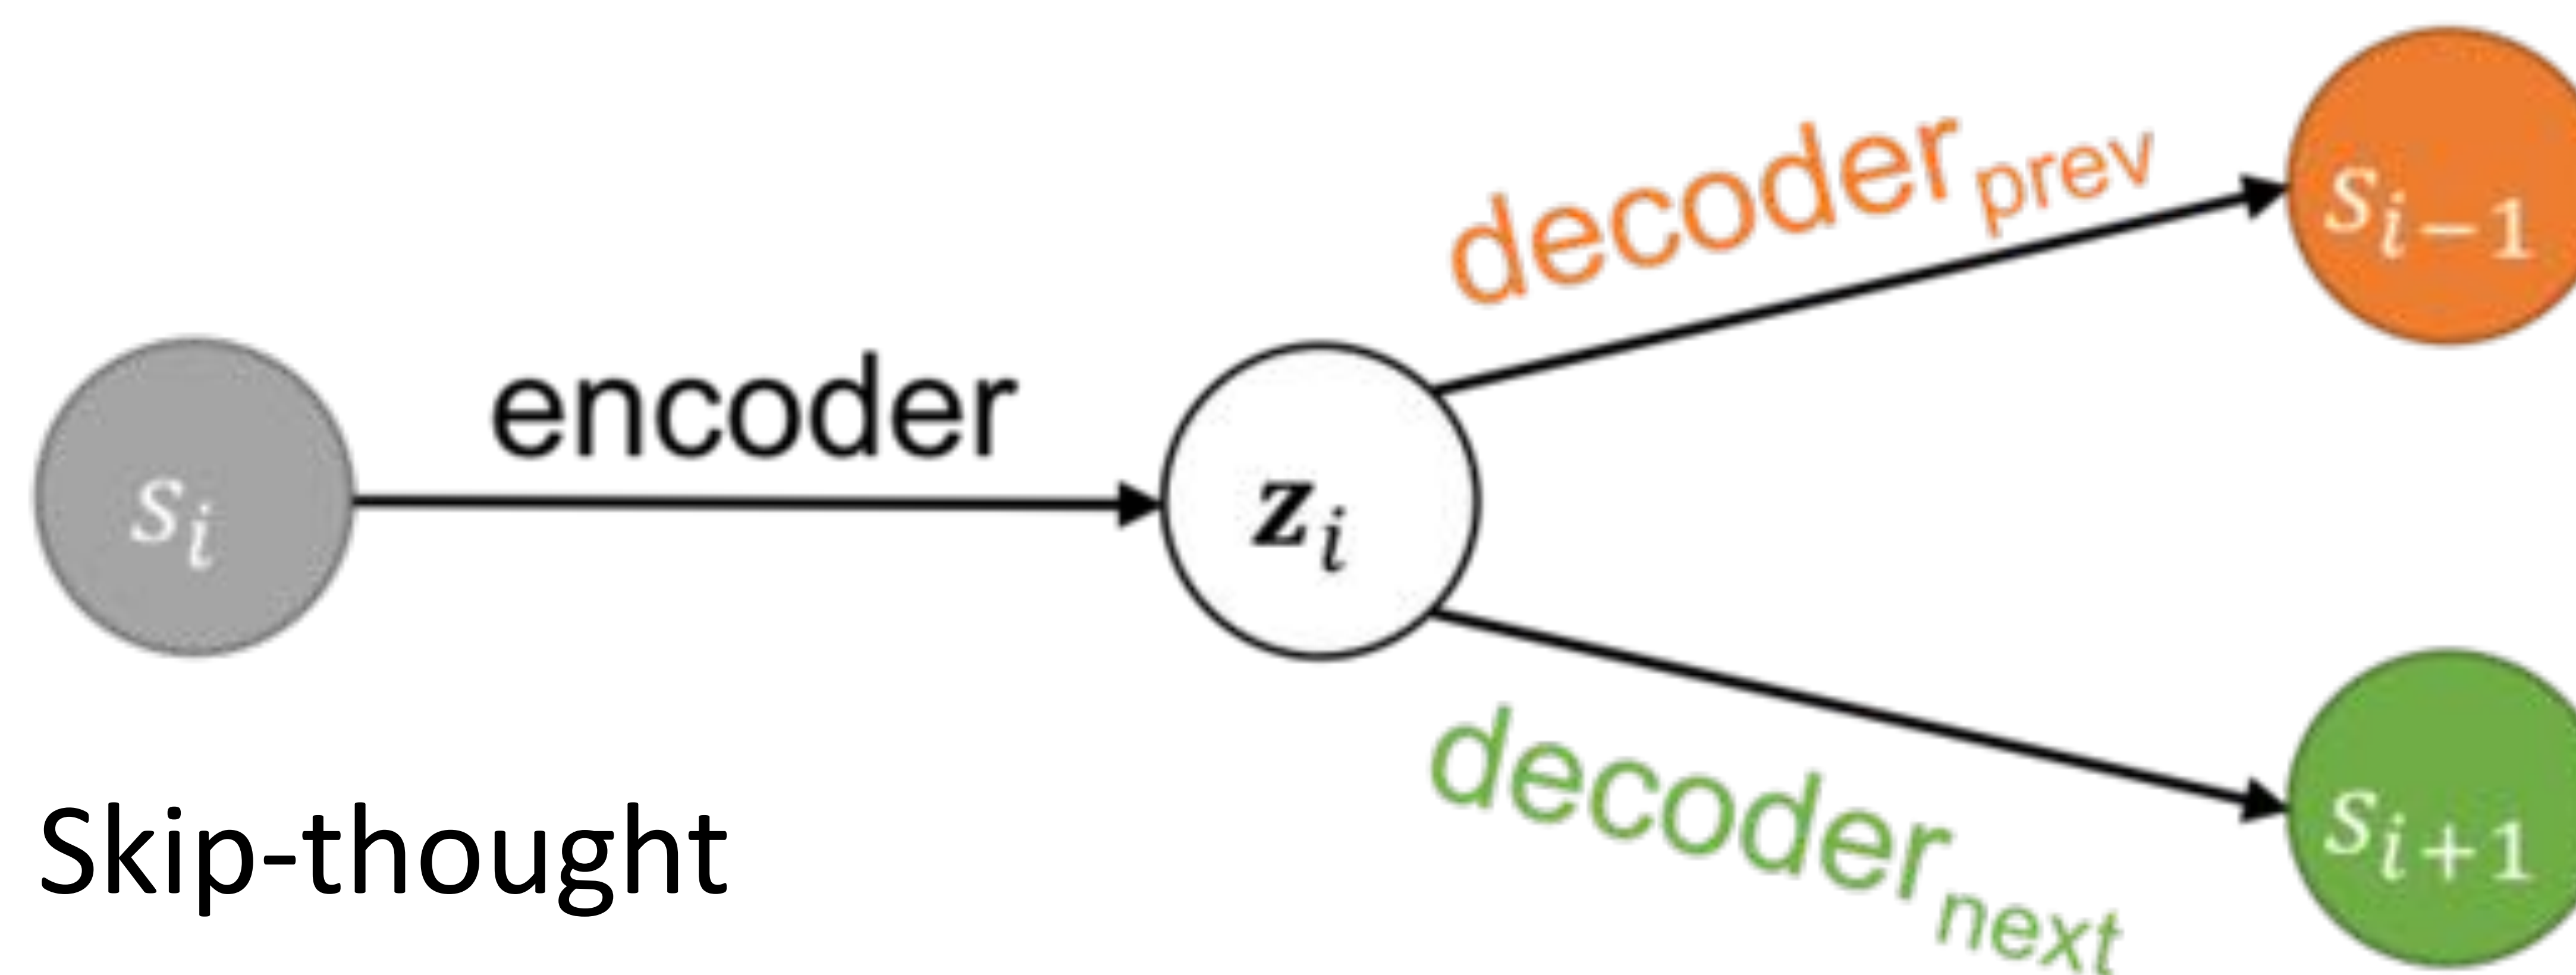 s_i
encoder
z_i
decoder_prev
s_{i-1}
decoder_next
s_{i+1}
Skip-thought